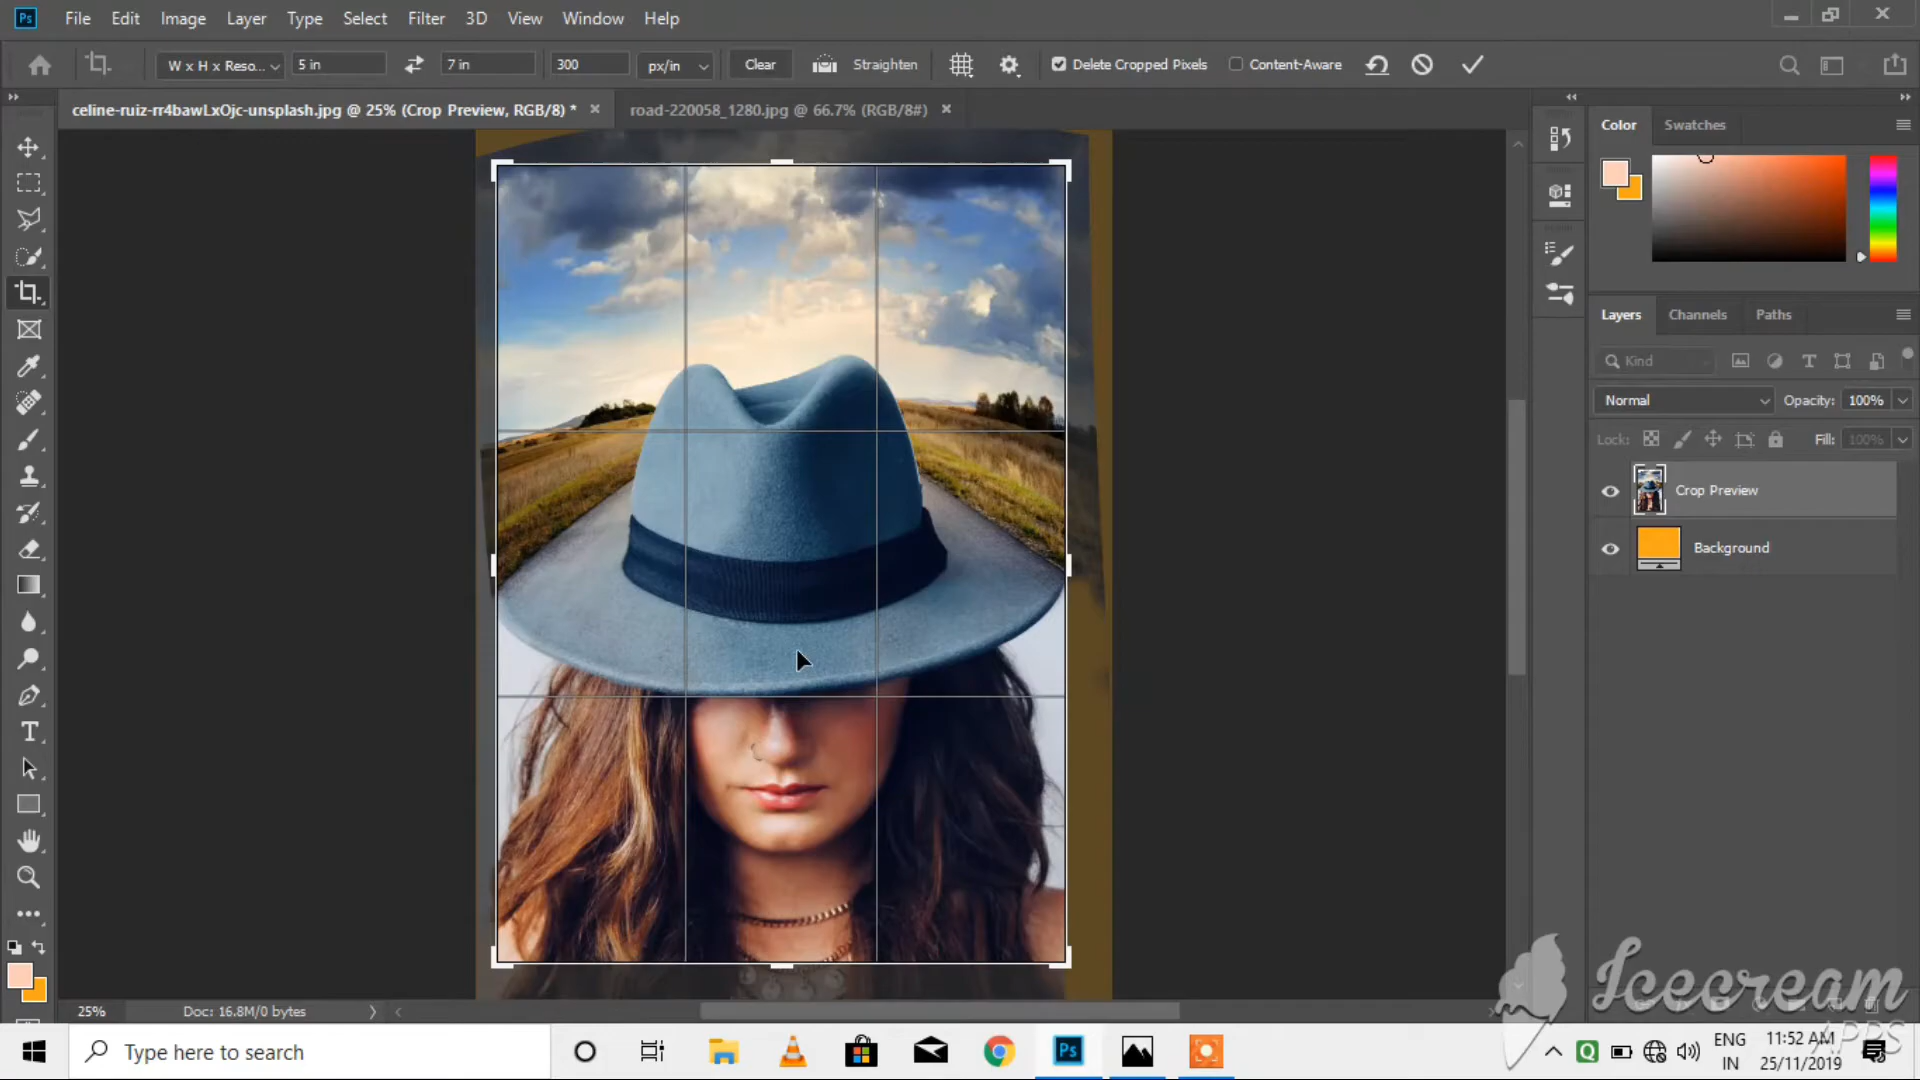 Ps File Edit Image Layer Type Select Filter 3D View Window Help
W x H x Reso... 5 in 7 in 300 px/in Clear Straighten Delete Cropped Pixels Content-Aware
celine-ruiz-rr4bawLxOjc-unsplash.jpg @ 25% (Crop Preview, RGB/8) * road-220058_1280.jpg @ 66.7% (RGB/8#)
Color Swatches
Layers Channels Paths
Kind
Normal Opacity: 100%
Lock: Fill: 100%
Crop Preview
Background
25% Doc: 16.8M/0 bytes
Icecream
APPS
Type here to search
Ps
ENG
IN
11:52 AM
25/11/2019